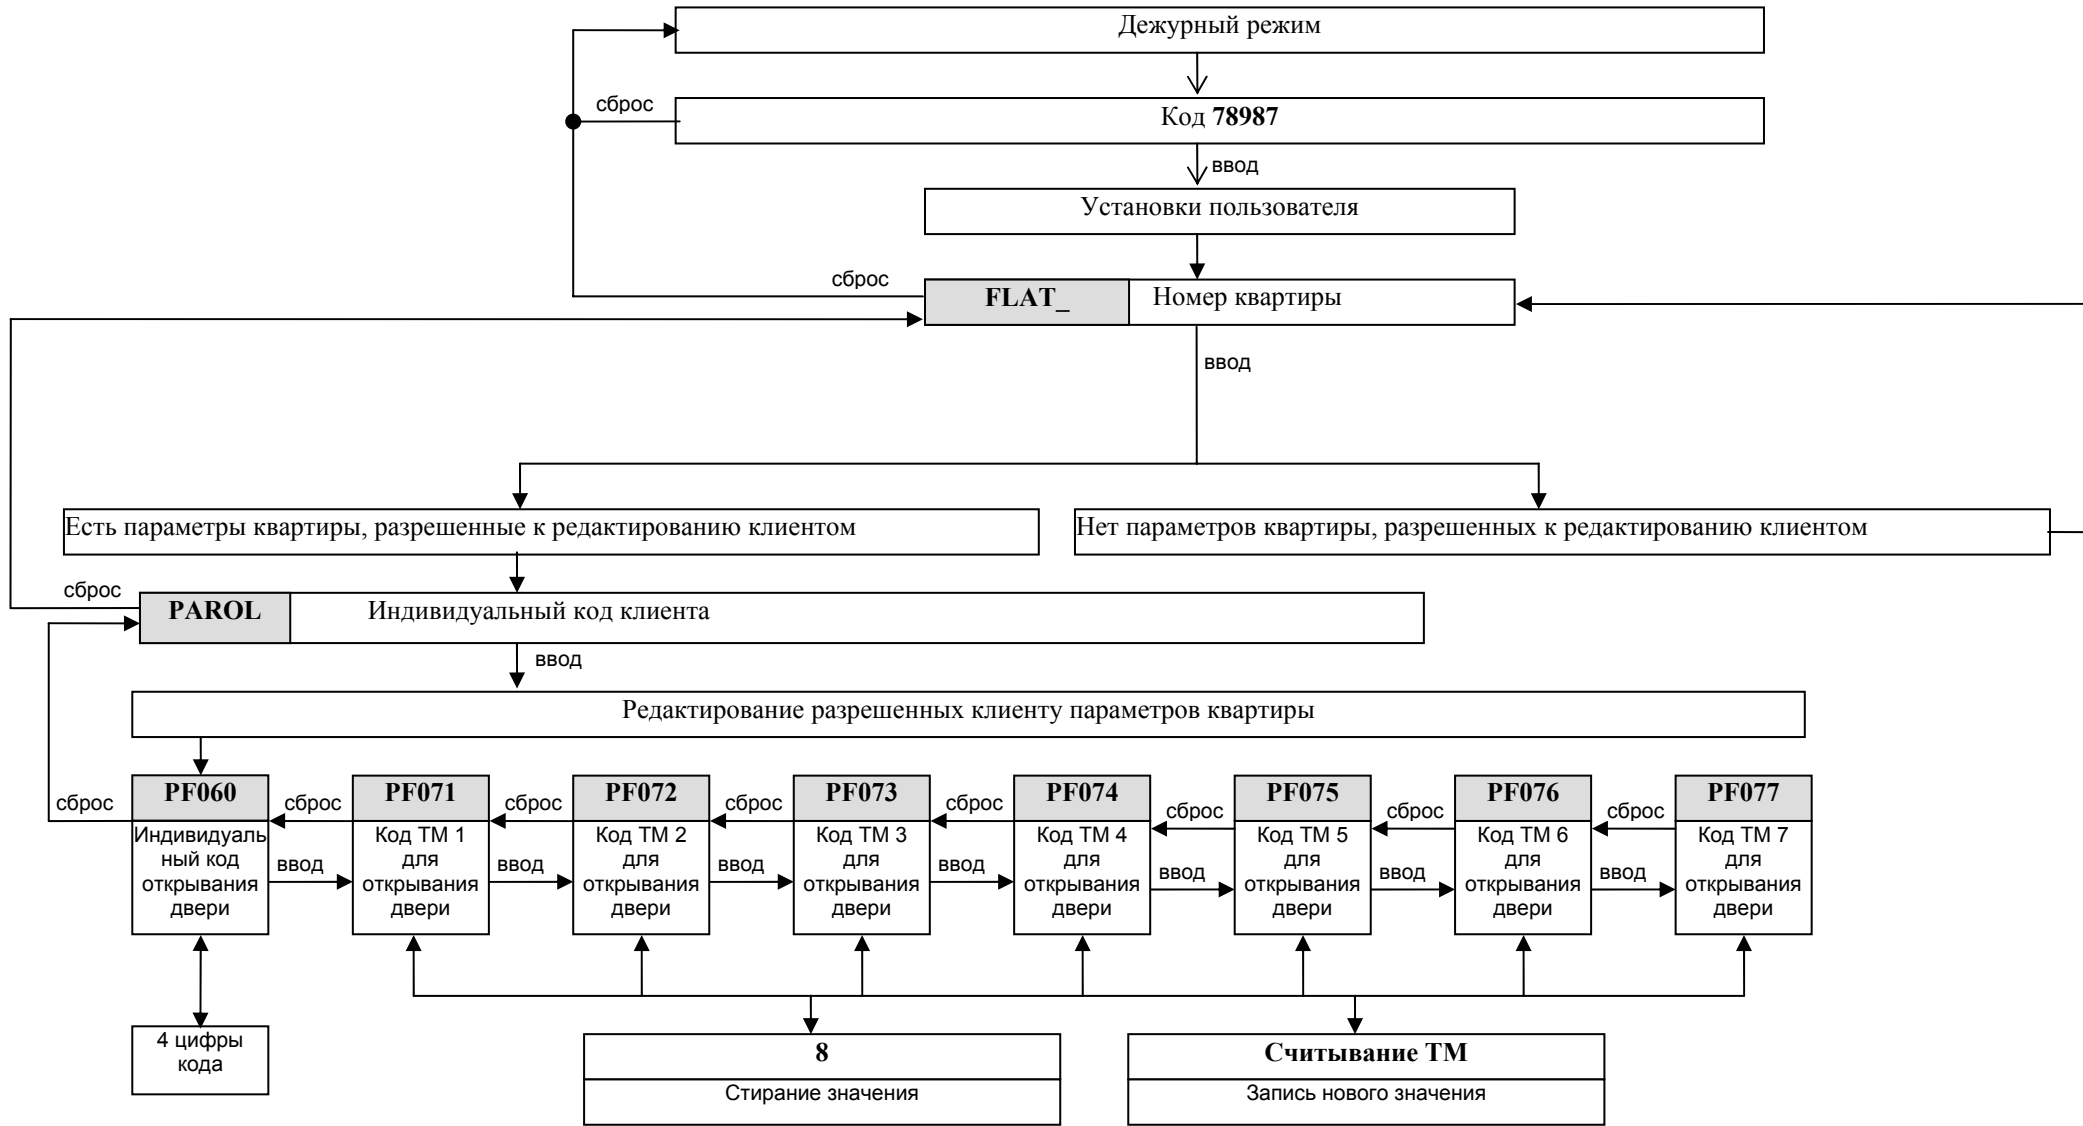 Дежурный режим
сброс
Код 78987
ввод
Установки пользователя
сброс
FLAT_ Номер квартиры
ввод
Есть параметры квартиры, разрешенные к редактированию клиентом
Нет параметров квартиры, разрешенных к редактированию клиентом
сброс
PAROL Индивидуальный код клиента
ввод
Редактирование разрешенных клиенту параметров квартиры
сброс
PF060
Индивидуаль
ный код
открывания
двери
сброс
ввод
PF071
Код ТМ 1
для
открывания
двери
сброс
ввод
PF072
Код ТМ 2
для
открывания
двери
сброс
ввод
PF073
Код ТМ 3
для
открывания
двери
сброс
ввод
PF074
Код ТМ 4
для
открывания
двери
сброс
ввод
PF075
Код ТМ 5
для
открывания
двери
сброс
ввод
PF076
Код ТМ 6
для
открывания
двери
сброс
ввод
PF077
Код ТМ 7
для
открывания
двери
4 цифры
кода
8
Стирание значения
Считывание ТМ
Запись нового значения